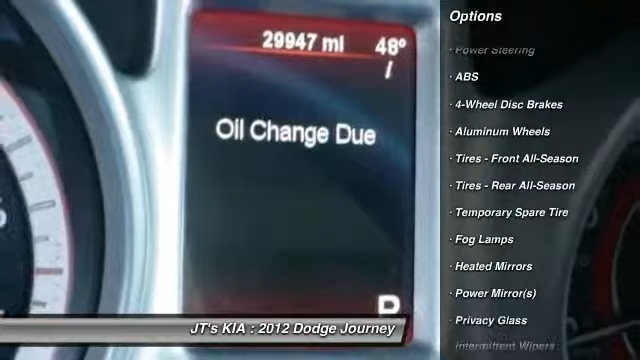 29947 mi 48°
Oil Change Due
P
JT's KIA : 2012 Dodge Journey
Options
· Power Steering
· ABS
· 4-Wheel Disc Brakes
· Aluminum Wheels
· Tires - Front All-Season
· Tires - Rear All-Season
· Temporary Spare Tire
· Fog Lamps
· Heated Mirrors
· Power Mirror(s)
· Privacy Glass
· Intermittent Wipers